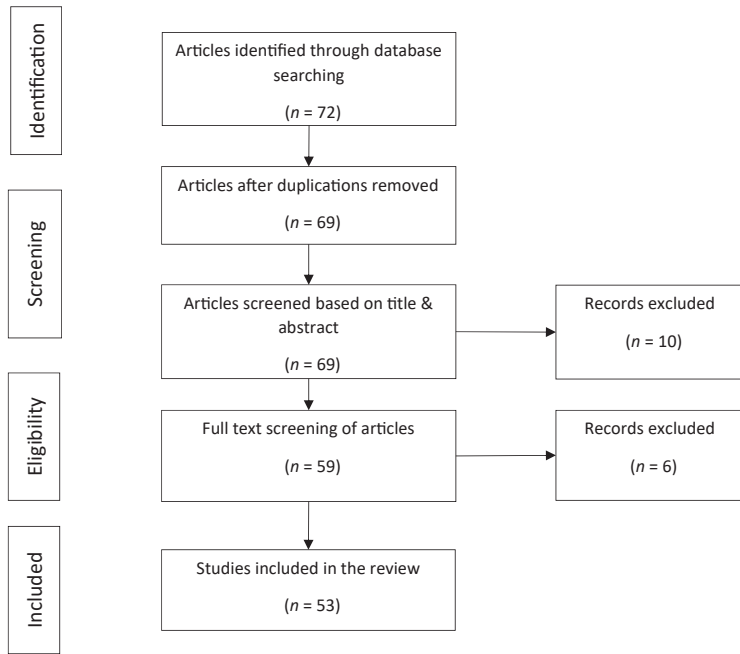 Identification
Articles identified through database
searching
(n = 72)
Articles after duplications removed
(n = 69)
Screening
Articles screened based on title &
abstract
(n = 69)
Records excluded
(n = 10)
Eligibility
Full text screening of articles
(n = 59)
Records excluded
(n = 6)
Included
Studies included in the review
(n = 53)